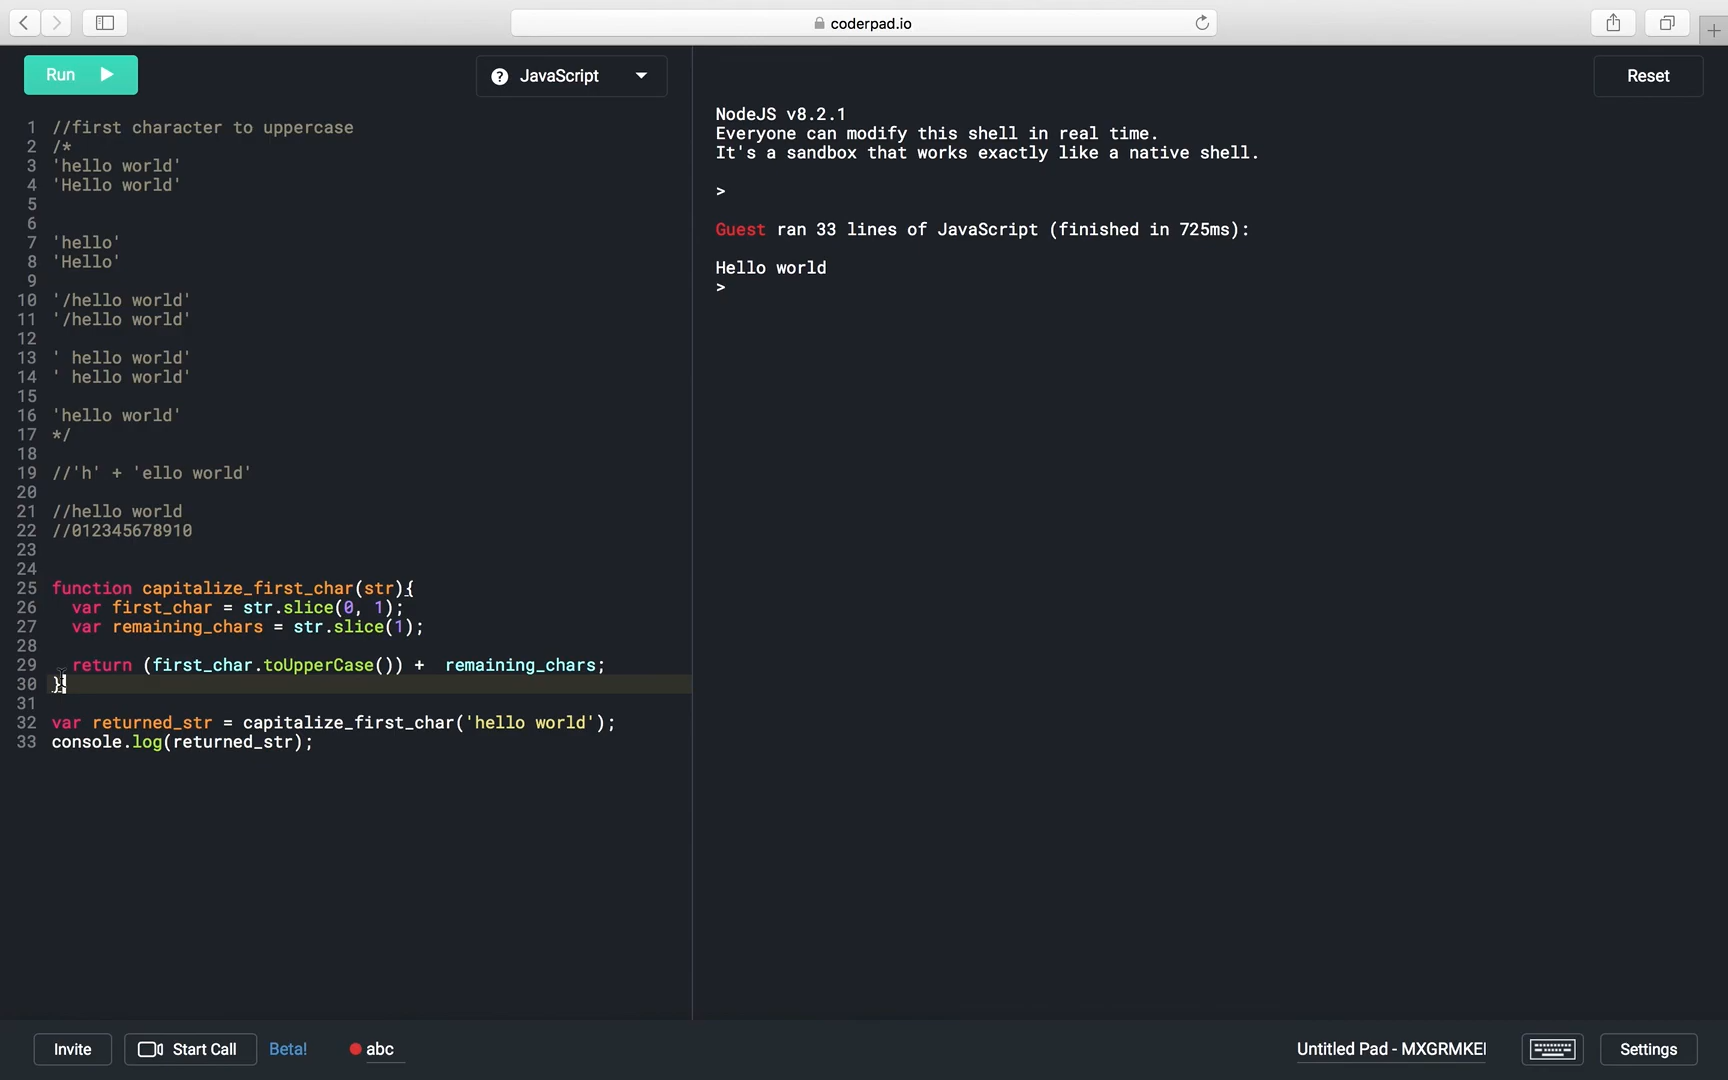 coderpad.io
Run
JavaScript
Reset
1 //first character to uppercase
2 /*
3 'hello world'
4 'Hello world'
5
6
7 'hello'
8 'Hello'
9
10 '/hello world'
11 '/hello world'
12
13 ' hello world'
14 ' hello world'
15
16 'hello world'
17 */
18
19 //'h' + 'ello world'
20
21 //hello world
22 //012345678910
23
24
25 function capitalize_first_char(str){
26   var first_char = str.slice(0, 1);
27   var remaining_chars = str.slice(1);
28
29   return (first_char.toUpperCase()) +  remaining_chars;
30 }
31
32 var returned_str = capitalize_first_char('hello world');
33 console.log(returned_str);
NodeJS v8.2.1
Everyone can modify this shell in real time.
It's a sandbox that works exactly like a native shell.
>
Guest ran 33 lines of JavaScript (finished in 725ms):
Hello world
>
Invite
Start Call
Beta!
abc
Untitled Pad - MXGRMKEI
Settings